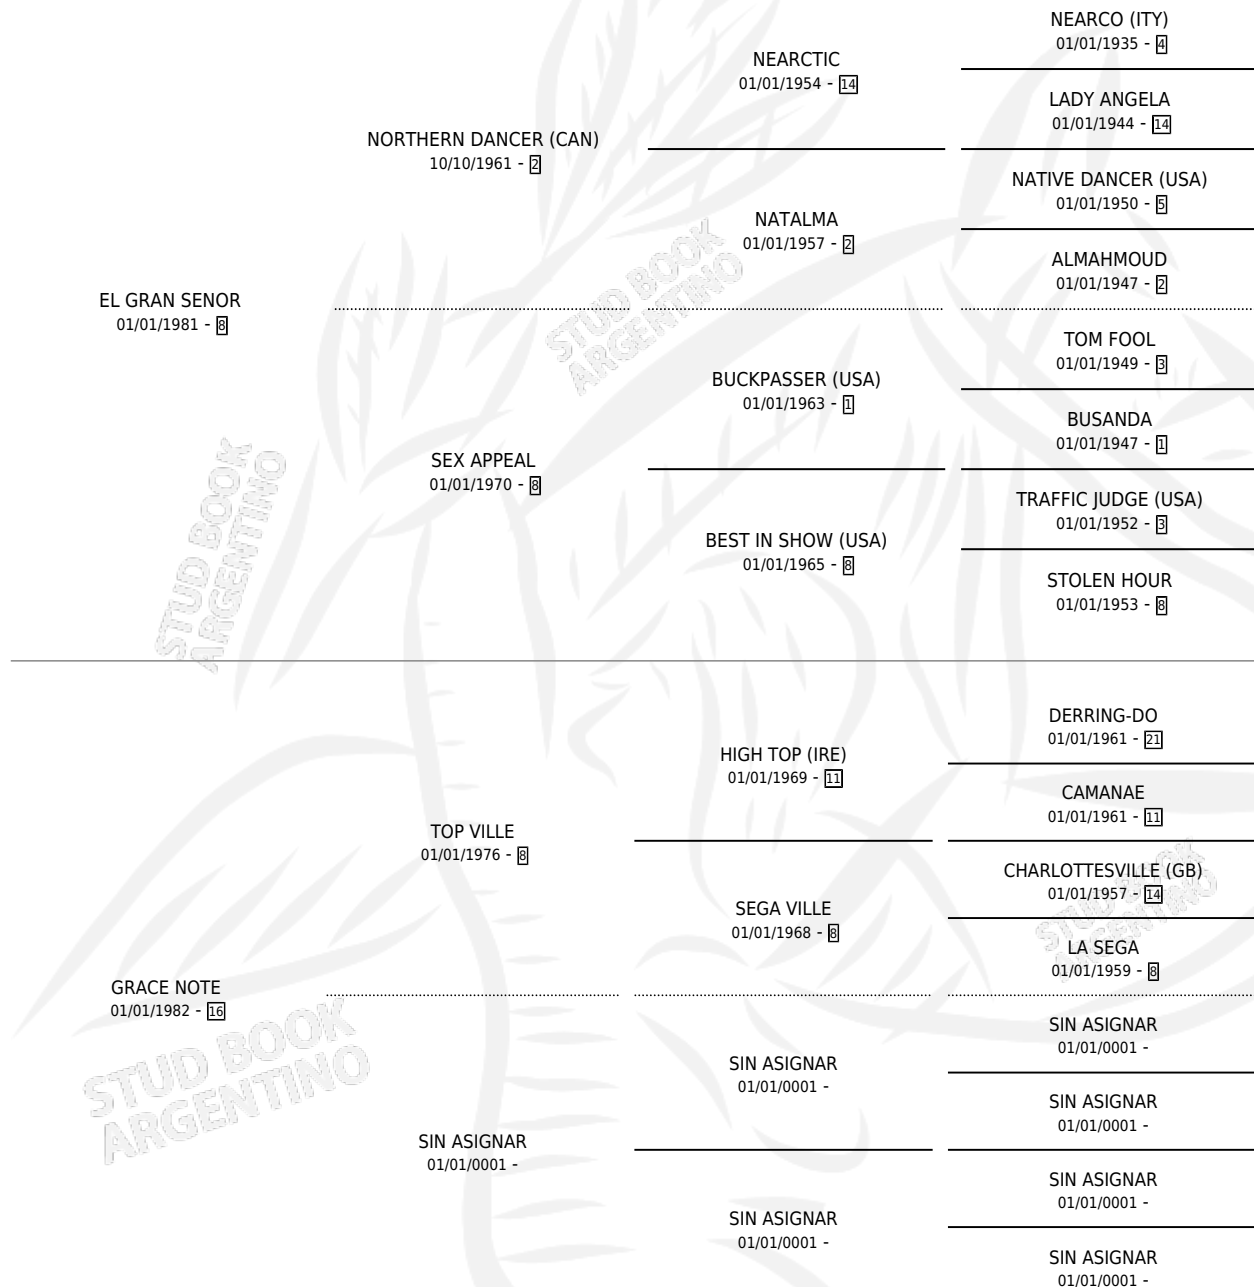 NEARCO (ITY)
01/01/1935 - 4
NEARCTIC
01/01/1954 - 14
LADY ANGELA
01/01/1944 - 14
NORTHERN DANCER (CAN)
10/10/1961 - 2
NATIVE DANCER (USA)
01/01/1950 - 5
NATALMA
01/01/1957 - 2
ALMAHMOUD
01/01/1947 - 2
STUD BOOK
ARGENTINO
EL GRAN SENOR
01/01/1981 - 8
TOM FOOL
01/01/1949 - 3
BUCKPASSER (USA)
01/01/1963 - 1
BUSANDA
01/01/1947 - 1
SEX APPEAL
01/01/1970 - 8
TRAFFIC JUDGE (USA)
01/01/1952 - 3
BEST IN SHOW (USA)
01/01/1965 - 8
STOLEN HOUR
01/01/1953 - 8
STUD BOOK
ARGENTINO
DERRING-DO
01/01/1961 - 21
HIGH TOP (IRE)
01/01/1969 - 11
CAMANAE
01/01/1961 - 11
TOP VILLE
01/01/1976 - 8
CHARLOTTESVILLE (GB)
01/01/1957 - 14
SEGA VILLE
01/01/1968 - 8
LA SEGA
01/01/1959 - 8
STUD BOOK
ARGENTINO
GRACE NOTE
01/01/1982 - 16
SIN ASIGNAR
01/01/0001 -
SIN ASIGNAR
01/01/0001 -
SIN ASIGNAR
01/01/0001 -
STUD BOOK
ARGENTINO
SIN ASIGNAR
01/01/0001 -
SIN ASIGNAR
01/01/0001 -
SIN ASIGNAR
01/01/0001 -
SIN ASIGNAR
01/01/0001 -